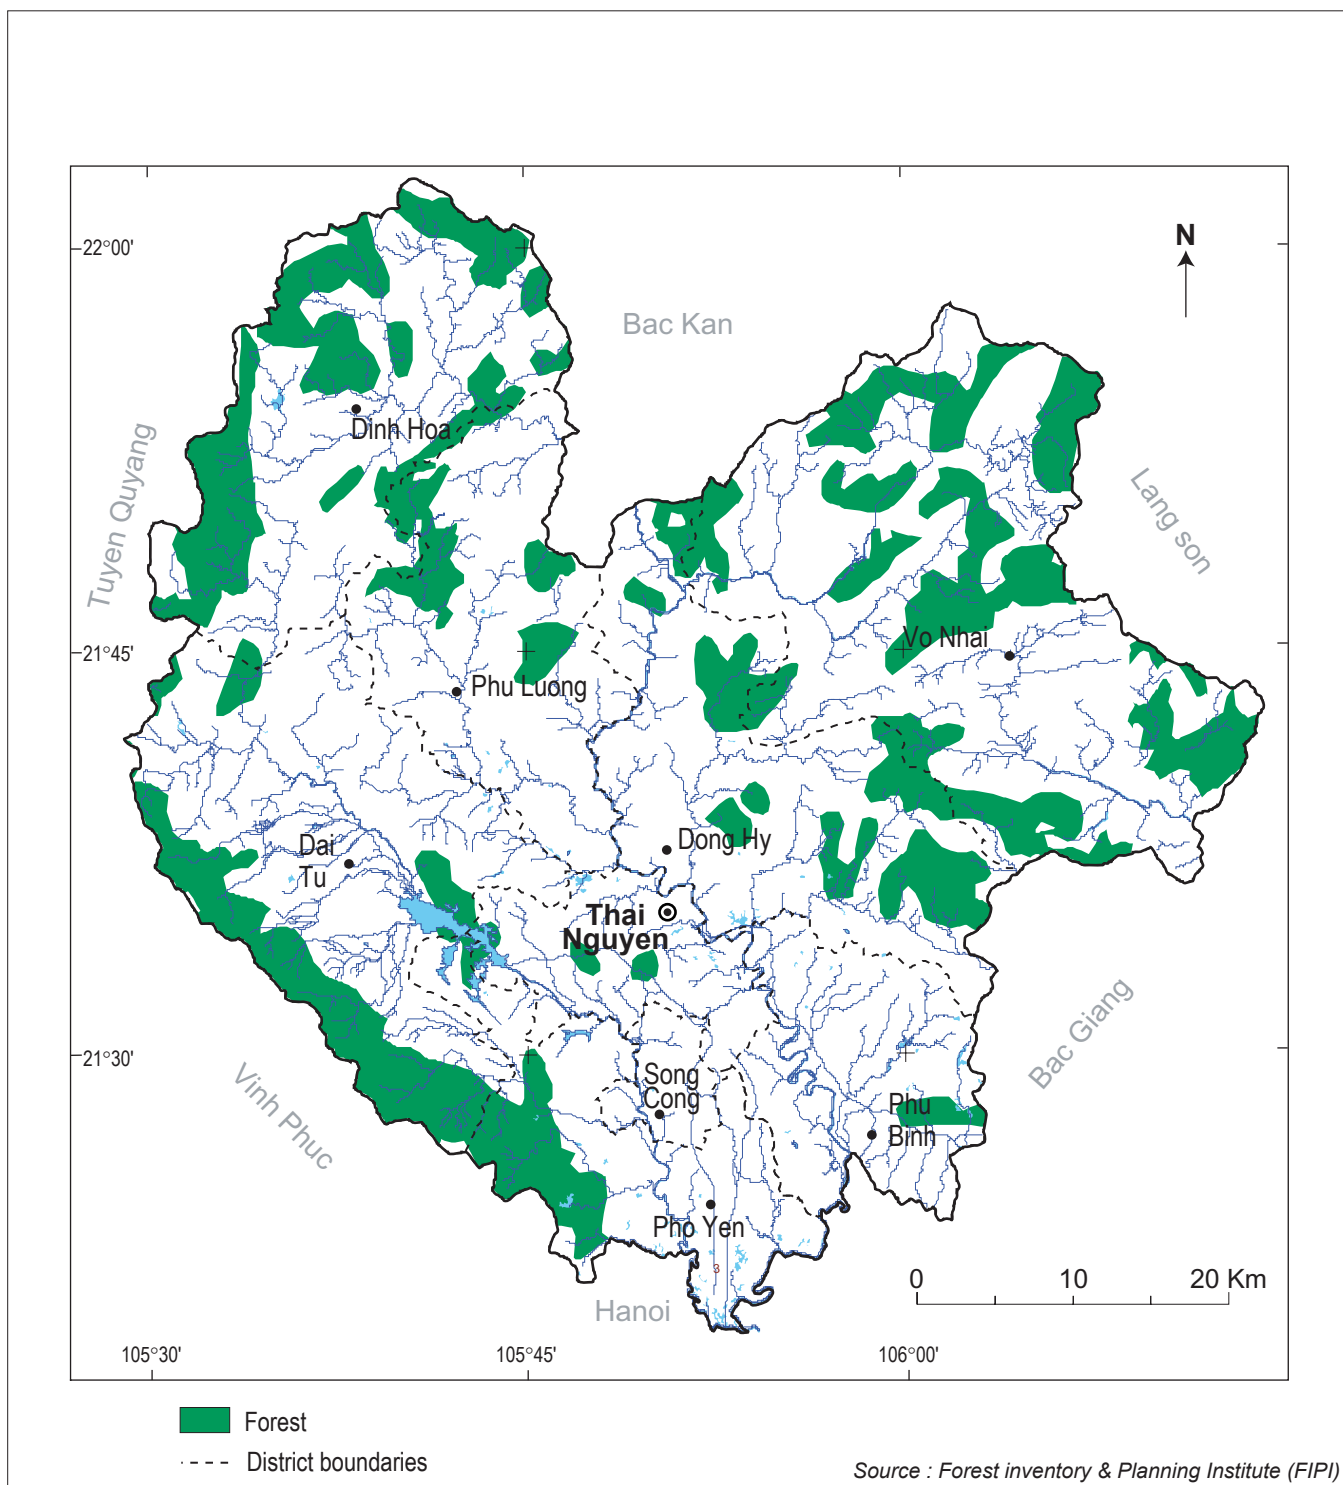 N
22°00'
Bac Kan
Dinh Hoa
Tuyen Quyang
Lang son
21°45'
Vo Nhai
Phu Luong
Dai
Tu
Dong Hy
Thai
Nguyen
Bac Giang
21°30'
Vinh Phuc
Song
Cong
Phu
Binh
Pho Yen
3
0 10 20 Km
Hanoi
105°30' 105°45' 106°00'
Forest
District boundaries
Source : Forest inventory & Planning Institute (FIPI)